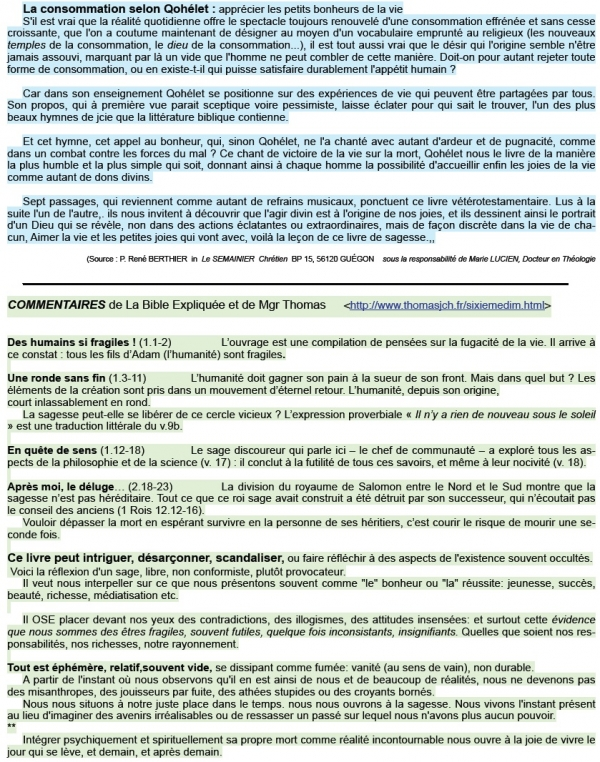 La consommation selon Qohélet : apprécier les petits bonheurs de la vie
S'il est vrai que la réalité quotidienne offre le spectacle toujours renouvelé d'une consommation effrénée et sans cesse
croissante, que l'on a coutume maintenant de désigner au moyen d'un vocabulaire emprunté au religieux (les nouveaux
temples de la consommation, le dieu de la consommation...), il est tout aussi vrai que le désir qui l'origine semble n'être
jamais assouvi, marquant par là un vide que l'homme ne peut combler de cette manière. Doit-on pour autant rejeter toute
forme de consommation, ou en existe-t-il qui puisse satisfaire durablement l'appétit humain ?
Car dans son enseignement Qohélet se positionne sur des expériences de vie qui peuvent être partagées par tous.
Son propos, qui à première vue parait sceptique voire pessimiste, laisse éclater pour qui sait le trouver, l'un des plus
beaux hymnes de jcie que la littérature biblique contienne.
Et cet hymne, cet appel au bonheur, qui, sinon Qohélet, ne l'a chanté avec autant d'ardeur et de pugnacité, comme
dans un combat contre les forces du mal ? Ce chant de victoire de la vie sur la mort, Qohélet nous le livre de la manière
la plus humble et la plus simple qui soit, donnant ainsi à chaque homme la possibilité d'accueillir enfin les joies de la vie
comme autant de dons divins.
Sept passages, qui reviennent comme autant de refrains musicaux, ponctuent ce livre vétérotestamentaire. Lus à la
suite l'un de l'autre,. ils nous invitent à découvrir que l'agir divin est à l'origine de nos joies, et ils dessinent ainsi le portrait
d'un Dieu qui se révèle, non dans des actions éclatantes ou extraordinaires, mais de façon discrète dans la vie de cha-
cun, Aimer la vie et les petites joies qui vont avec, voilà la leçon de ce livre de sagesse.,,
(Source : P. René BERTHIER in Le SEMAINIER Chrétien BP 15, 56120 GUÉGON sous la responsabilité de Marie LUCIEN, Docteur en Théologie
COMMENTAIRES de La Bible Expliquée et de Mgr Thomas <http://www.thomasjch.fr/sixiemedim.html>
Des humains si fragiles ! (1.1-2) L'ouvrage est une compilation de pensées sur la fugacité de la vie. Il arrive à
ce constat : tous les fils d'Adam (l'humanité) sont fragiles.
Une ronde sans fin (1.3-11) L'humanité doit gagner son pain à la sueur de son front. Mais dans quel but ? Les
éléments de la création sont pris dans un mouvement d'éternel retour. L'humanité, depuis son origine,
court inlassablement en rond.
La sagesse peut-elle se libérer de ce cercle vicieux ? L'expression proverbiale « Il n'y a rien de nouveau sous le soleil
» est une traduction littérale du v.9b.
En quête de sens (1.12-18) Le sage discoureur qui parle ici – le chef de communauté – a exploré tous les as-
pects de la philosophie et de la science (v. 17) : il conclut à la futilité de tous ces savoirs, et même à leur nocivité (v. 18).
Après moi, le déluge… (2.18-23) La division du royaume de Salomon entre le Nord et le Sud montre que la
sagesse n'est pas héréditaire. Tout ce que ce roi sage avait construit a été détruit par son successeur, qui n'écoutait pas
le conseil des anciens (1 Rois 12.12-16).
Vouloir dépasser la mort en espérant survivre en la personne de ses héritiers, c'est courir le risque de mourir une se-
conde fois.
Ce livre peut intriguer, désarçonner, scandaliser, ou faire réfléchir à des aspects de l'existence souvent occultés.
Voici la réflexion d'un sage, libre, non conformiste, plutôt provocateur.
Il veut nous interpeller sur ce que nous présentons souvent comme "le" bonheur ou "la" réussite: jeunesse, succès,
beauté, richesse, médiatisation etc.
Il OSE placer devant nos yeux des contradictions, des illogismes, des attitudes insensées: et surtout cette évidence
que nous sommes des êtres fragiles, souvent futiles, quelque fois inconsistants, insignifiants. Quelles que soient nos res-
ponsabilités, nos richesses, notre rayonnement.
Tout est éphémère, relatif,souvent vide, se dissipant comme fumée: vanité (au sens de vain), non durable.
A partir de l'instant où nous observons qu'il en est ainsi de nous et de beaucoup de réalités, nous ne devenons pas
des misanthropes, des jouisseurs par fuite, des athées stupides ou des croyants bornés.
Nous nous situons à notre juste place dans le temps. nous nous ouvrons à la sagesse. Nous vivons l'instant présent
au lieu d'imaginer des avenirs irréalisables ou de ressasser un passé sur lequel nous n'avons plus aucun pouvoir.
**
Intégrer psychiquement et spirituellement sa propre mort comme réalité incontournable nous ouvre à la joie de vivre le
jour qui se lève, et demain, et après demain.